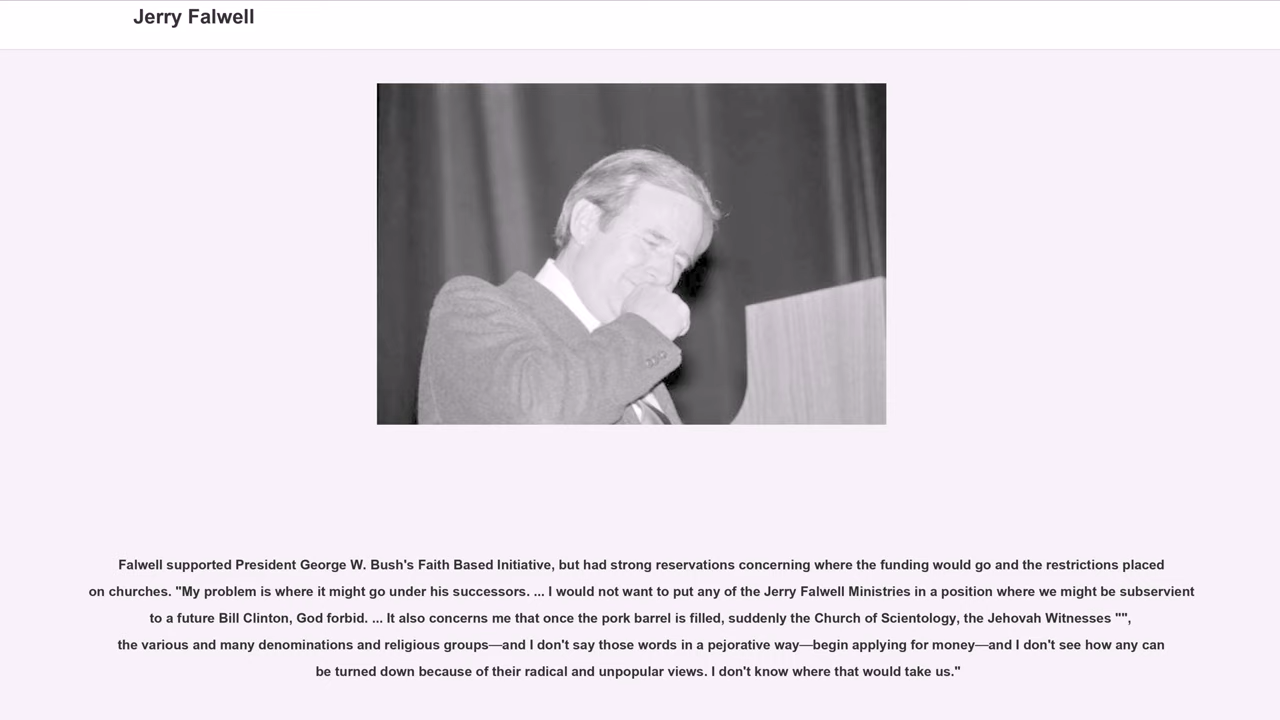 Jerry Falwell
Falwell supported President George W. Bush's Faith Based Initiative, but had strong reservations concerning where the funding would go and the restrictions placed
on churches. "My problem is where it might go under his successors. ... I would not want to put any of the Jerry Falwell Ministries in a position where we might be subservient
to a future Bill Clinton, God forbid. ... It also concerns me that once the pork barrel is filled, suddenly the Church of Scientology, the Jehovah Witnesses "",
the various and many denominations and religious groups—and I don't say those words in a pejorative way—begin applying for money—and I don't see how any can
be turned down because of their radical and unpopular views. I don't know where that would take us."